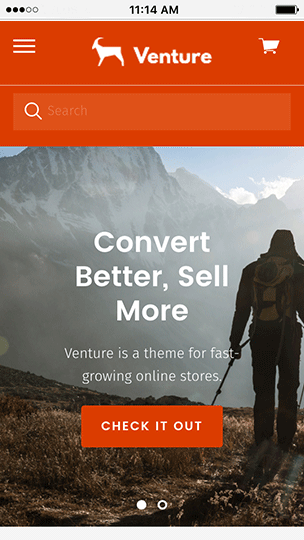 11:14 AM
Venture
Search
Convert
Better, Sell
More
Venture is a theme for fast-
growing online stores.
CHECK IT OUT